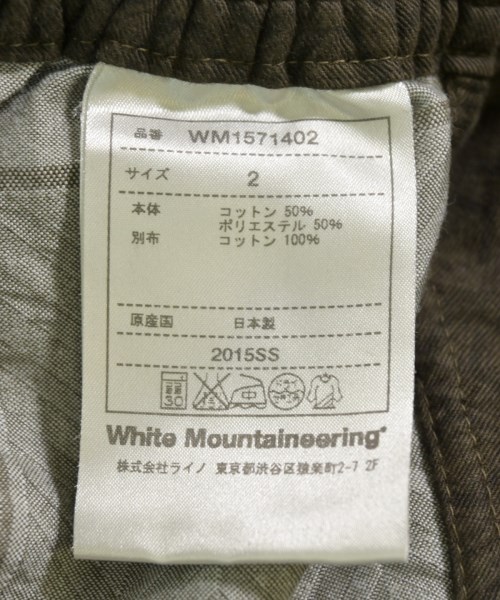 品番 WM1571402
サイズ 2
本体 コットン 50%
ポリエステル 50%
別布 コットン 100%
原産国 日本製
2015SS
30 中
White Mountaineering
株式会社ライノ 東京都渋谷区猿楽町2-7 2F